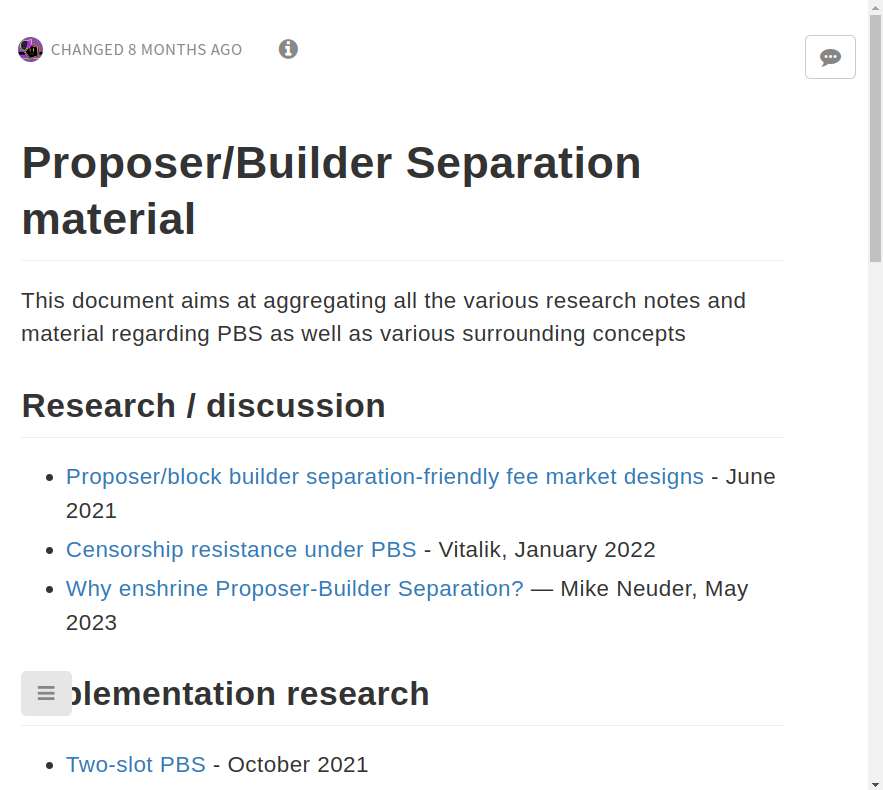 CHANGED 8 MONTHS AGO
Proposer/Builder Separation
material
This document aims at aggregating all the various research notes and
material regarding PBS as well as various surrounding concepts
Research / discussion
Proposer/block builder separation-friendly fee market designs - June
2021
Censorship resistance under PBS - Vitalik, January 2022
Why enshrine Proposer-Builder Separation? — Mike Neuder, May
2023
plementation research
Two-slot PBS - October 2021